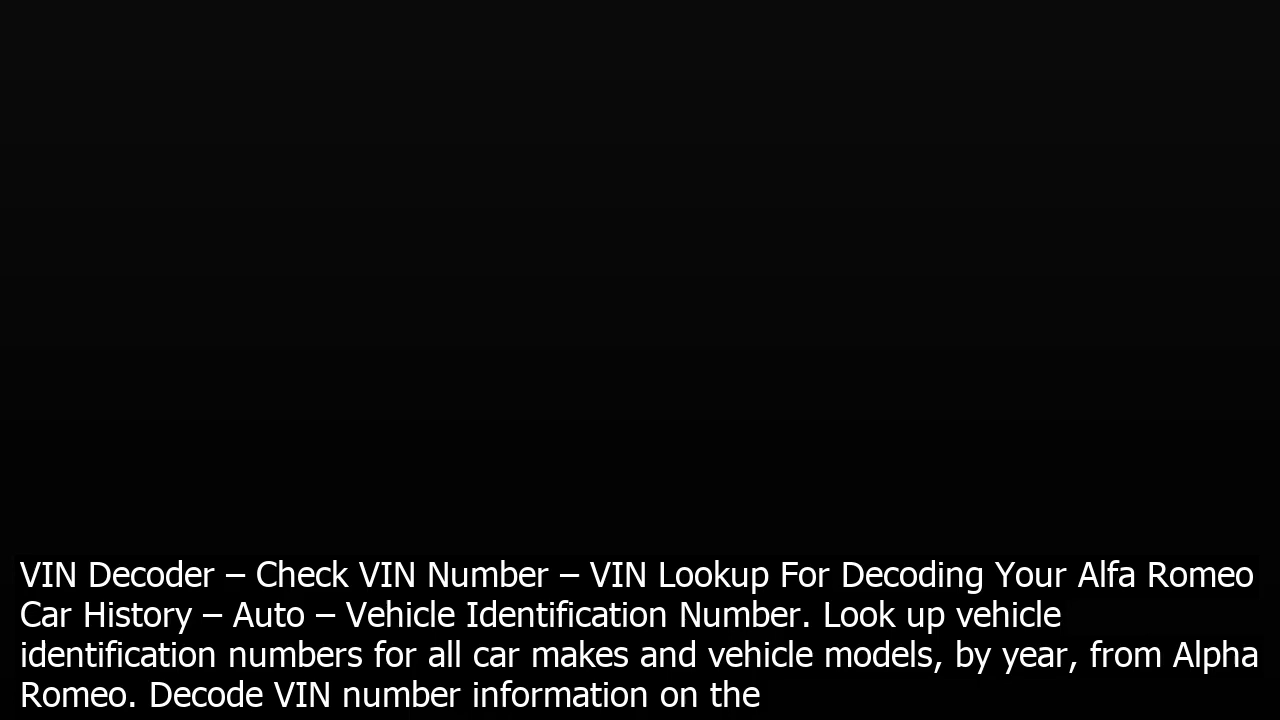 VIN Decoder – Check VIN Number – VIN Lookup For Decoding Your Alfa Romeo
Car History – Auto – Vehicle Identification Number. Look up vehicle
identification numbers for all car makes and vehicle models, by year, from Alpha
Romeo. Decode VIN number information on the